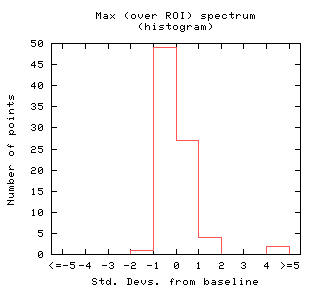 Max (over ROI) spectrum
(histogram)
50
45
40
35
30
25
20
15
10
5
0
Number of points
<=-5 -4 -3 -2 -1 0 1 2 3 4 >=5
Std. Devs. from baseline